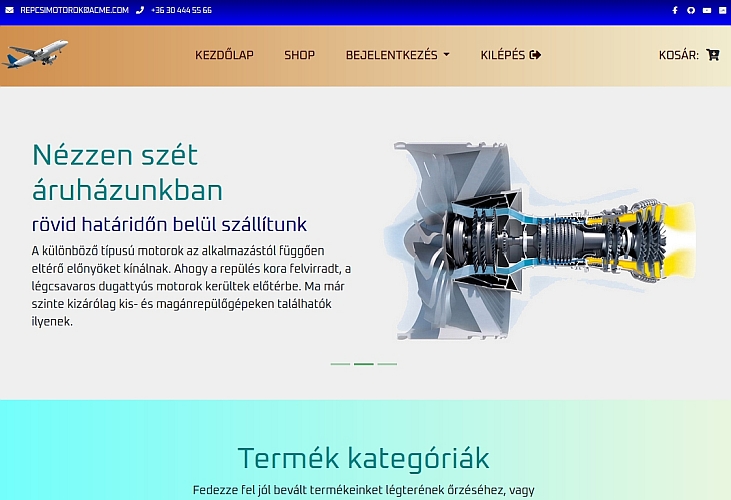 REPCSIMOTOROK@ACME.COM +36 30 444 55 66
KEZDŐLAP SHOP BEJELENTKEZÉS KILÉPÉS KOSÁR:
Nézzen szét
áruházunkban
rövid határidőn belül szállítunk
A különböző típusú motorok az alkalmazástól függően
eltérő előnyöket kínálnak. Ahogy a repülés kora felvirradt, a
légcsavaros dugattyús motorok kerültek előtérbe. Ma már
szinte kizárólag kis- és magánrepülőgépeken találhatók
ilyenek.
Termék kategóriák
Fedezze fel jól bevált termékeinket légterének őrzéséhez, vagy